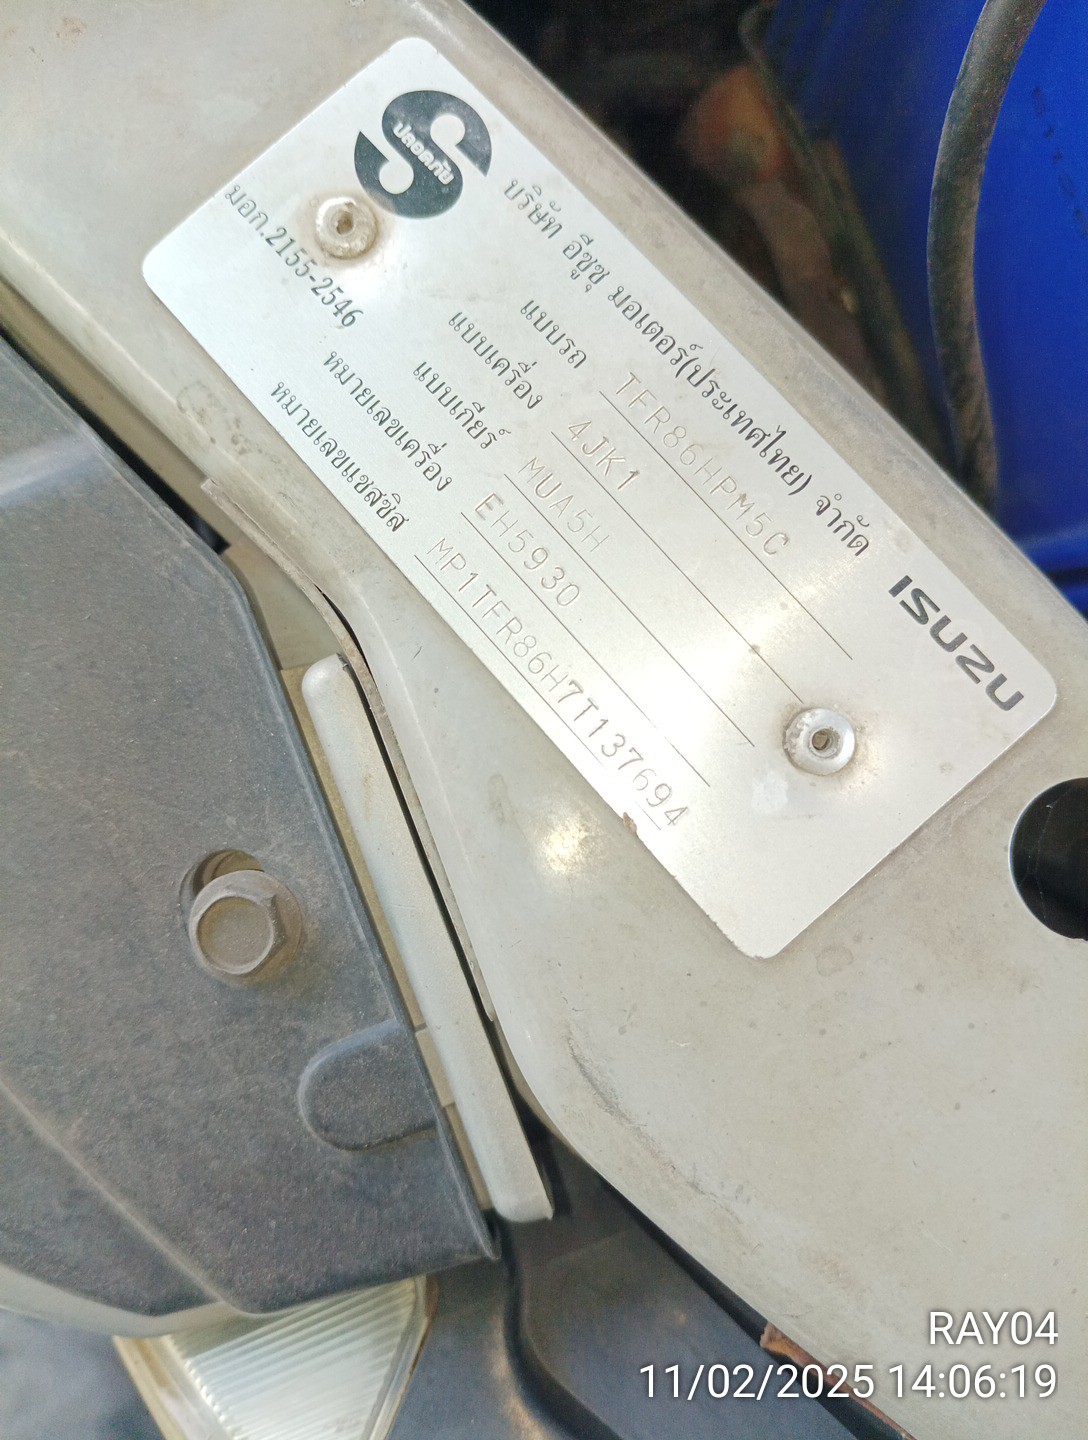 ปลอดภัย
มอก.2155-2546
บริษัท อีซูซุ มอเตอร์(ประเทศไทย) จำกัด
แบบรถ TFR86HPM5C
แบบเครื่อง 4JK1
แบบเกียร์ MUA5H
หมายเลขเครื่อง EH5930
หมายเลขแชสซิส MP1TFR86H7T137694
ISUZU
RAY04
11/02/2025 14:06:19